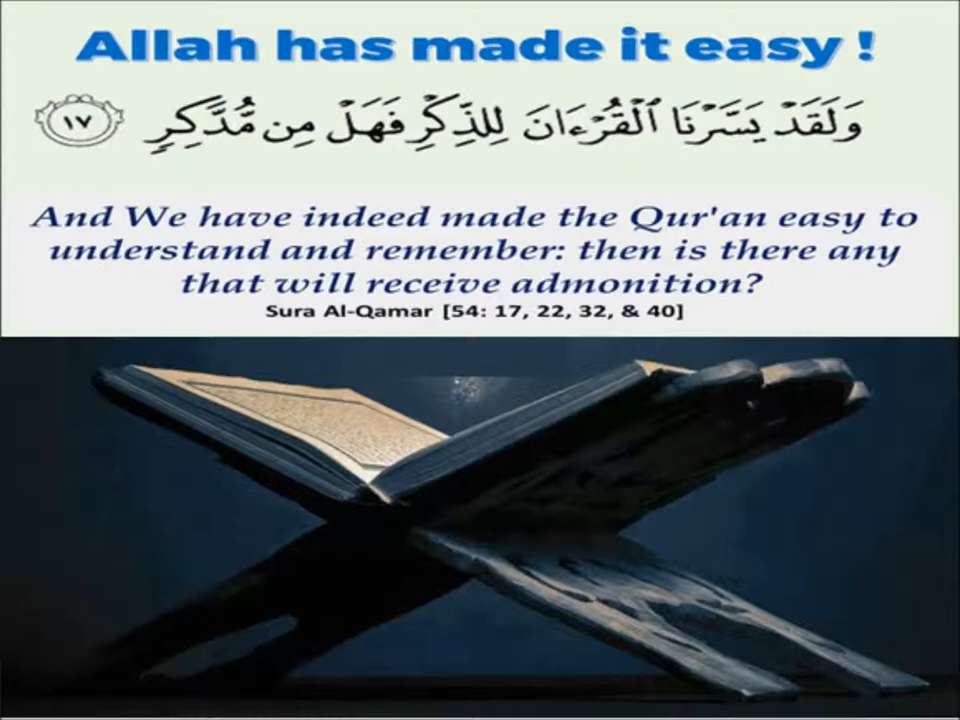 Allah has made it easy !
وَلَقَدْ يَسَّرْنَا ٱلْقُرْءَانَ لِلذِّكْرِ فَهَلْ مِن مُّدَّكِرٍ ١٧
And We have indeed made the Qur'an easy to
understand and remember: then is there any
that will receive admonition?
Sura Al-Qamar [54: 17, 22, 32, & 40]